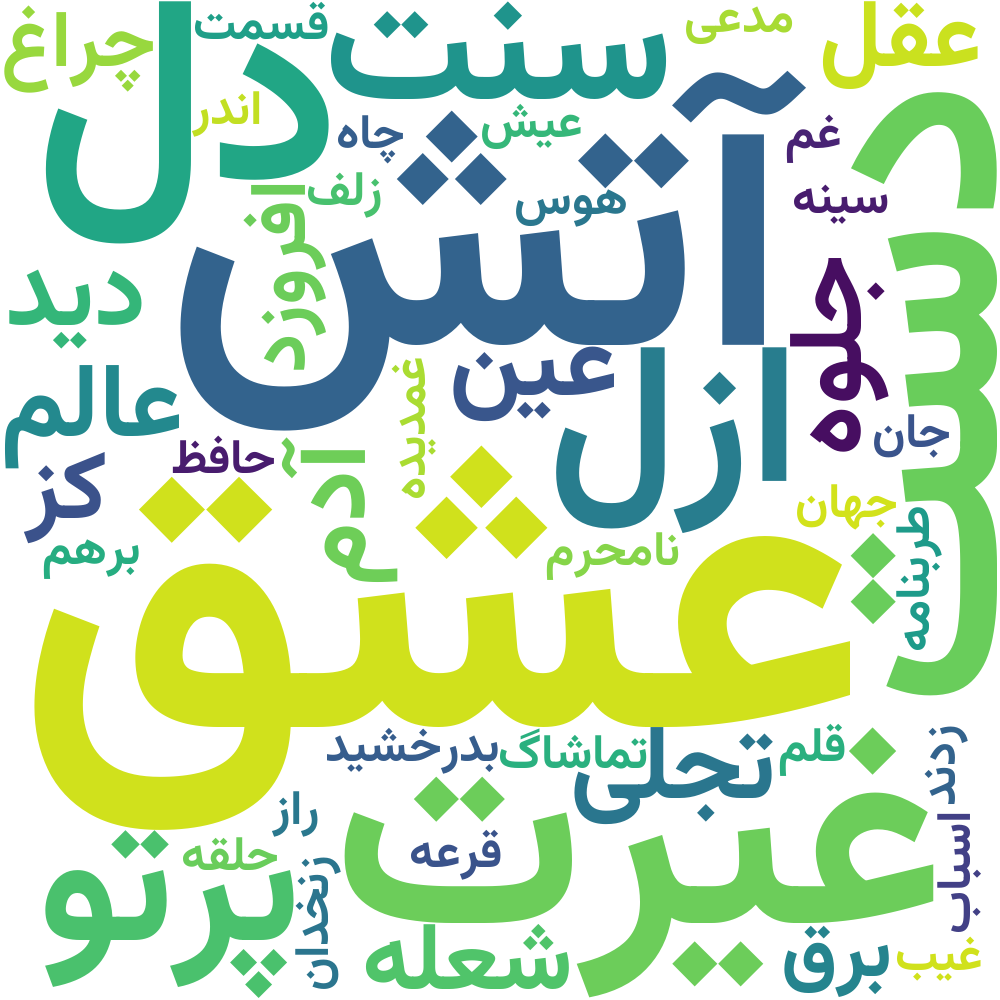 چراغ
قسمت
سنت
مدعی
عقل
دل
اندر
چاه
عیش
غم
دست
آتش
زلف
هوس
سینه
افروزد
دید
جلوه
عین
عالم
غمدیده
ازل
جان
حافظ
آدم
کز
جهان
طربنامه
برهم
نامحرم
عشق
بدرخشید
تماشاگ
تجلی
قلم
زدند
راز
غیرت
قرعه
حلقه
پرتو
زنخدان
اسباب
شعله
برق
غیب